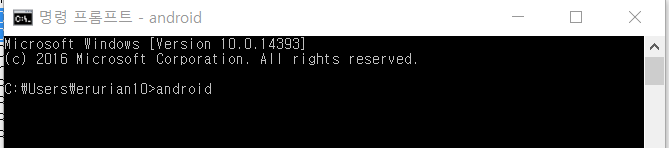 명령 프롬프트 - android
Microsoft Windows [Version 10.0.14393]
(c) 2016 Microsoft Corporation. All rights reserved.
C:₩Users₩erurian10>android